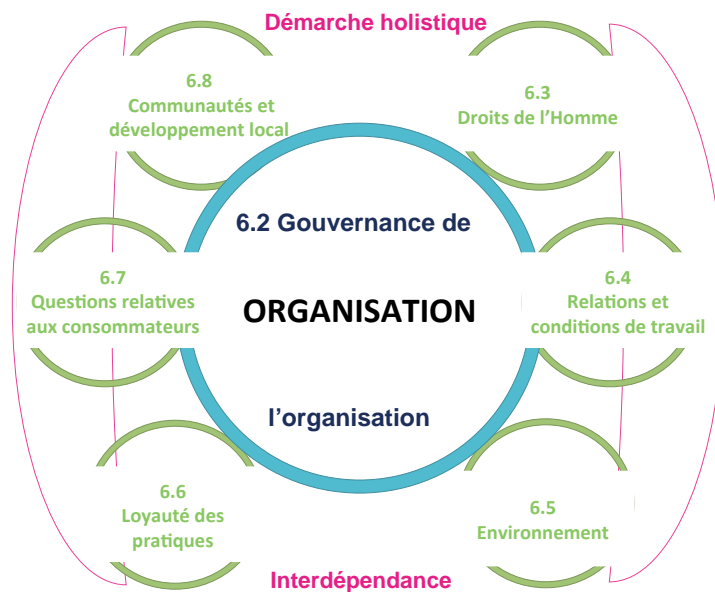 Démarche holistique
6.8
Communautés et
développement local
6.3
Droits de l'Homme
6.2 Gouvernance de
6.7
Questions relatives
aux consommateurs
ORGANISATION
6.4
Relations et
conditions de travail
l'organisation
6.6
Loyauté des
pratiques
6.5
Environnement
Interdépendance